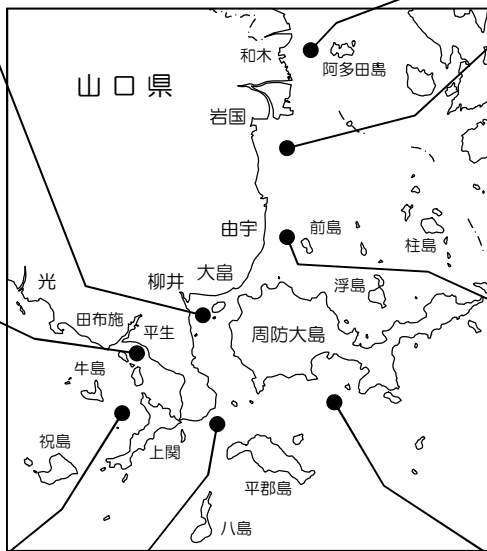 和木
阿多田島
山口県
岩国
由宇
前島
柱島
光
柳井
大畠
浮島
田布施
平生
周防大島
牛島
祝島
上関
平郡島
八島